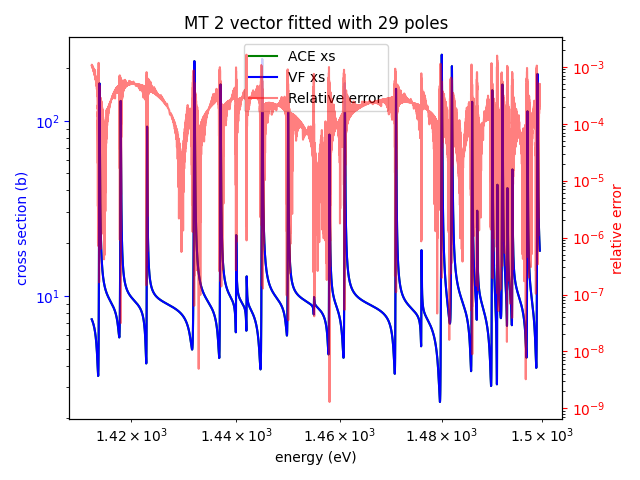 MT 2 vector fitted with 29 poles
ACE xs
VF xs
Relative error
10²
10¹
cross section (b)
10⁻³
10⁻⁴
10⁻⁵
10⁻⁶
10⁻⁷
10⁻⁸
10⁻⁹
relative error
1.42 × 10³ 1.44 × 10³ 1.46 × 10³ 1.48 × 10³ 1.5 × 10³
energy (eV)